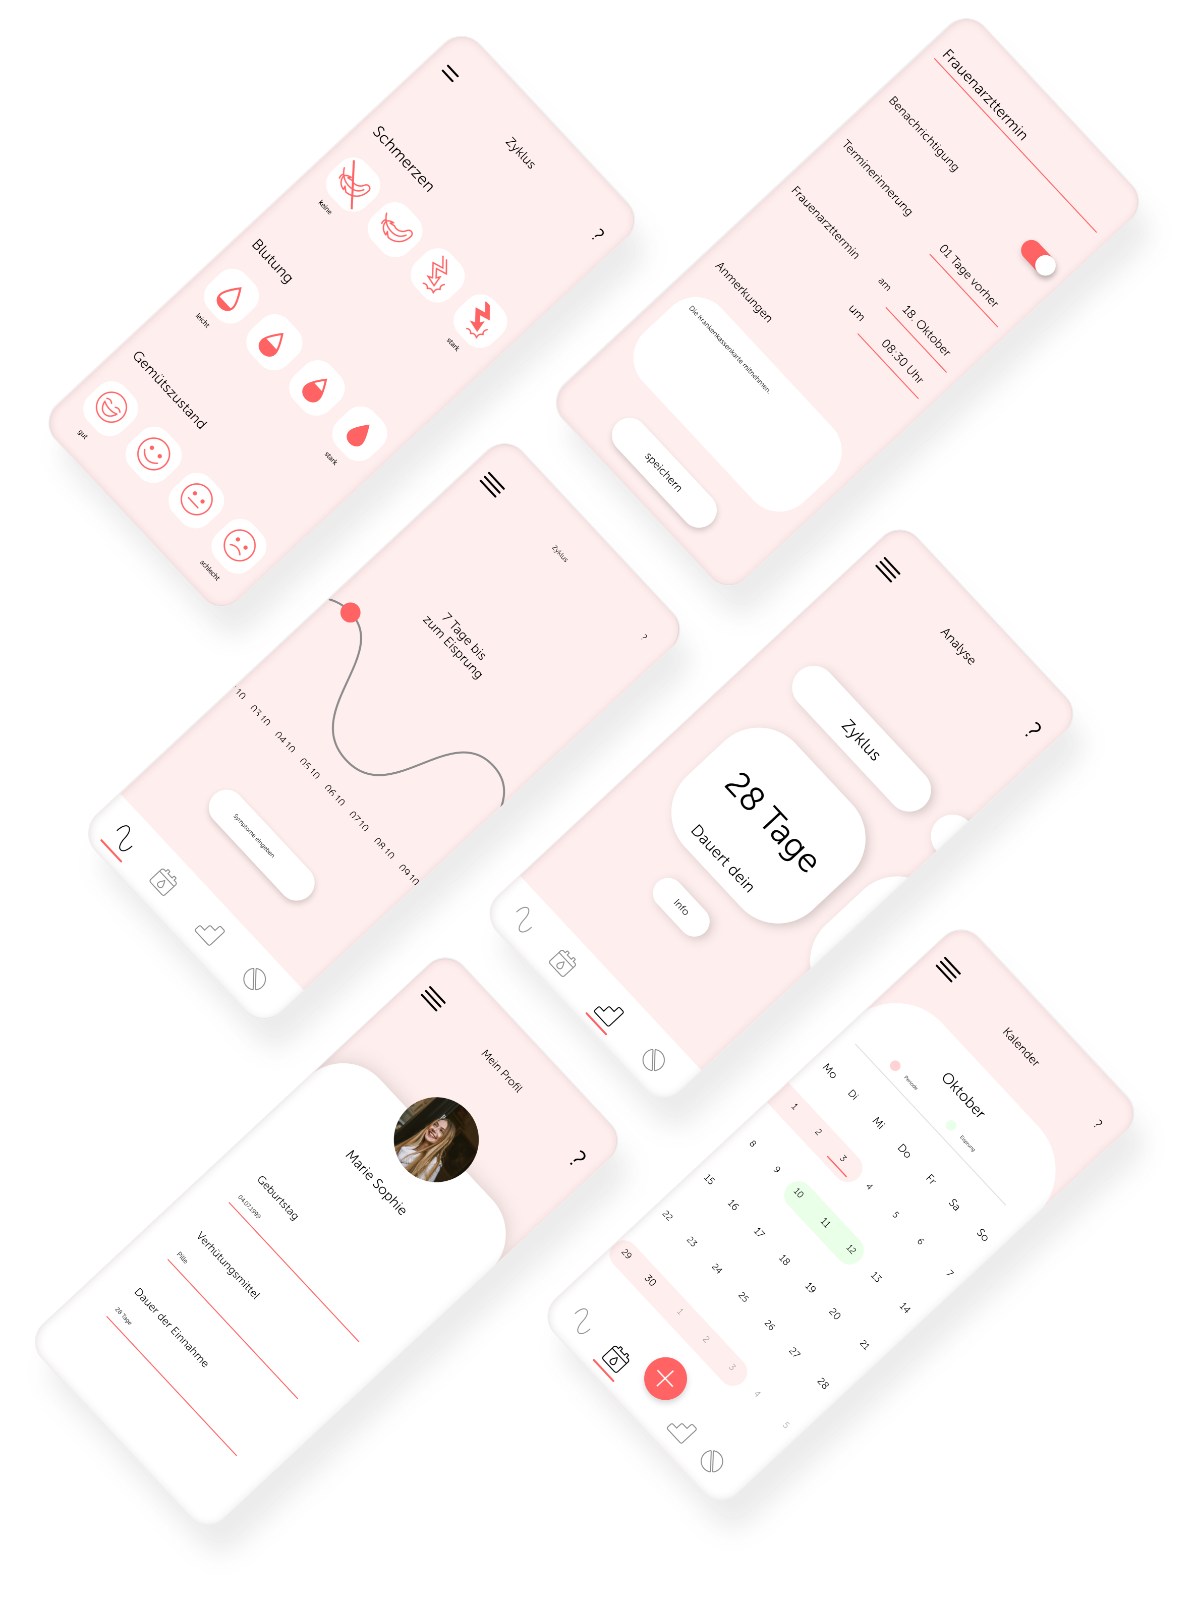 Zyklus
?
Schmerzen
keine
stark
Blutung
leicht
stark
Gemütszustand
gut
schlecht
Frauenarzttermin
Benachrichtigung
Terminerinnerung
01 Tage vorher
Frauenarzttermin
am
18. Oktober
um
08.30 Uhr
Anmerkungen
Die Krankenkassenkarte mitnehmen.
speichern
Zyklus
?
7 Tage bis
zum Eisprung
.10 03.10 04.10 05.10 06.10 07.10 08.10 09.10
Symptome eingeben
Analyse
?
Zyklus
28 Tage
Dauert dein
Info
Mein Profil
?
Marie Sophie
Geburtstag
04.07.1999
Verhütungsmittel
Pille
Dauer der Einnahme
28 Tage
Kalender
?
Oktober
Periode
Eisprung
Mo Di Mi Do Fr Sa So
1 2 3 4 5 6 7
8 9 10 11 12 13 14
15 16 17 18 19 20 21
22 23 24 25 26 27 28
29 30 1 2 3 4 5